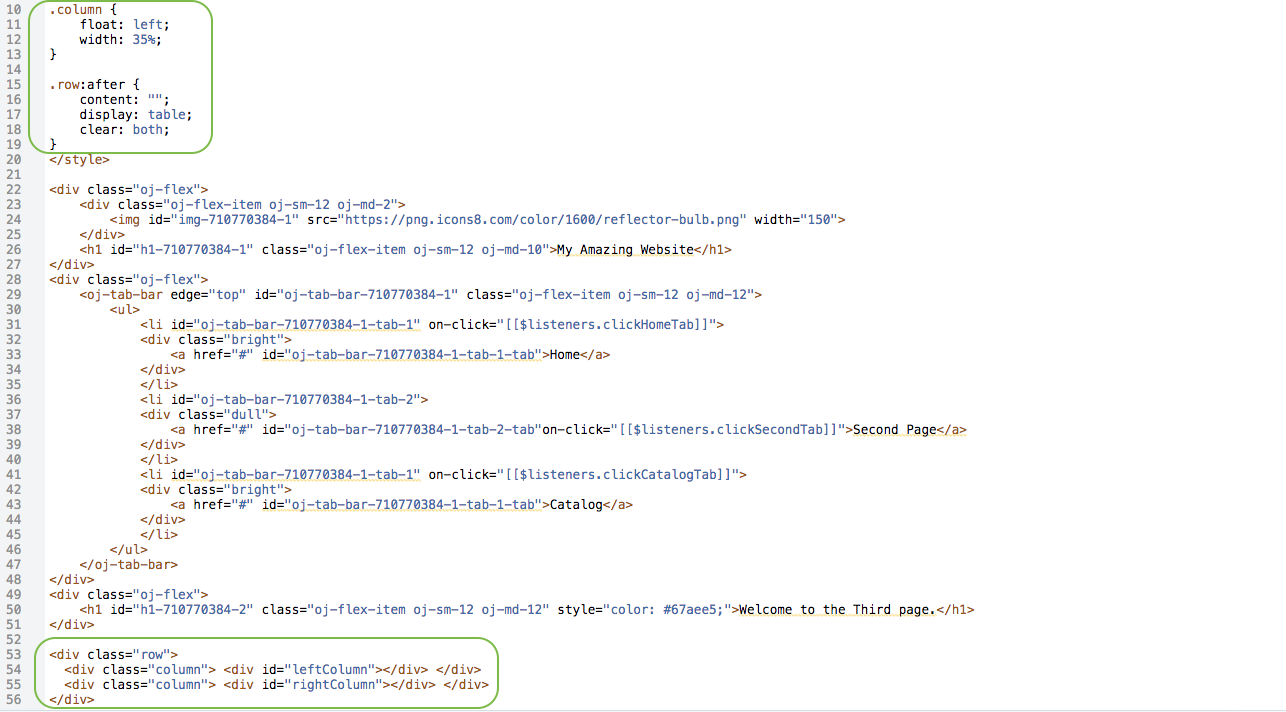 10 .column {
11     float: left;
12     width: 35%;
13 }
14
15 .row:after {
16     content: "";
17     display: table;
18     clear: both;
19 }
20 </style>
21
22 <div class="oj-flex">
23     <div class="oj-flex-item oj-sm-12 oj-md-2">
24         <img id="img-710770384-1" src="https://png.icons8.com/color/1600/reflector-bulb.png" width="150">
25     </div>
26     <h1 id="h1-710770384-1" class="oj-flex-item oj-sm-12 oj-md-10">My Amazing Website</h1>
27 </div>
28 <div class="oj-flex">
29     <oj-tab-bar edge="top" id="oj-tab-bar-710770384-1" class="oj-flex-item oj-sm-12 oj-md-12">
30         <ul>
31             <li id="oj-tab-bar-710770384-1-tab-1" on-click="[[$listeners.clickHomeTab]]">
32             <div class="bright">
33                 <a href="#" id="oj-tab-bar-710770384-1-tab-1-tab">Home</a>
34             </div>
35             </li>
36             <li id="oj-tab-bar-710770384-1-tab-2">
37             <div class="dull">
38                 <a href="#" id="oj-tab-bar-710770384-1-tab-2-tab"on-click="[[$listeners.clickSecondTab]]">Second Page</a>
39             </div>
40             </li>
41             <li id="oj-tab-bar-710770384-1-tab-1" on-click="[[$listeners.clickCatalogTab]]">
42             <div class="bright">
43                 <a href="#" id="oj-tab-bar-710770384-1-tab-1-tab">Catalog</a>
44             </div>
45             </li>
46         </ul>
47     </oj-tab-bar>
48 </div>
49 <div class="oj-flex">
50     <h1 id="h1-710770384-2" class="oj-flex-item oj-sm-12 oj-md-12" style="color: #67aee5;">Welcome to the Third page.</h1>
51 </div>
52
53 <div class="row">
54   <div class="column"> <div id="leftColumn"></div> </div>
55   <div class="column"> <div id="rightColumn"></div> </div>
56 </div>